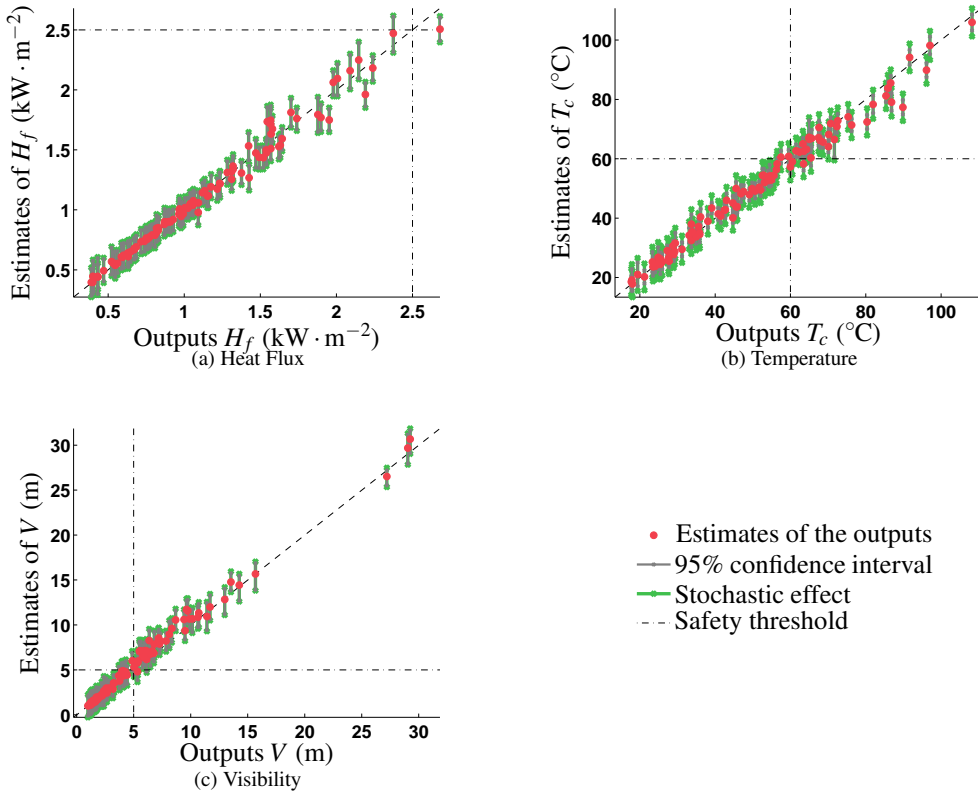 Estimates of H_f (kW · m⁻²)
2.5
2
1.5
1
0.5
0.5 1 1.5 2 2.5
Outputs H_f (kW · m⁻²)
(a) Heat Flux
Estimates of T_c (°C)
100
80
60
40
20
20 40 60 80 100
Outputs T_c (°C)
(b) Temperature
Estimates of V (m)
30
25
20
15
10
5
0
0 5 10 15 20 25 30
Outputs V (m)
(c) Visibility
Estimates of the outputs
95% confidence interval
Stochastic effect
Safety threshold